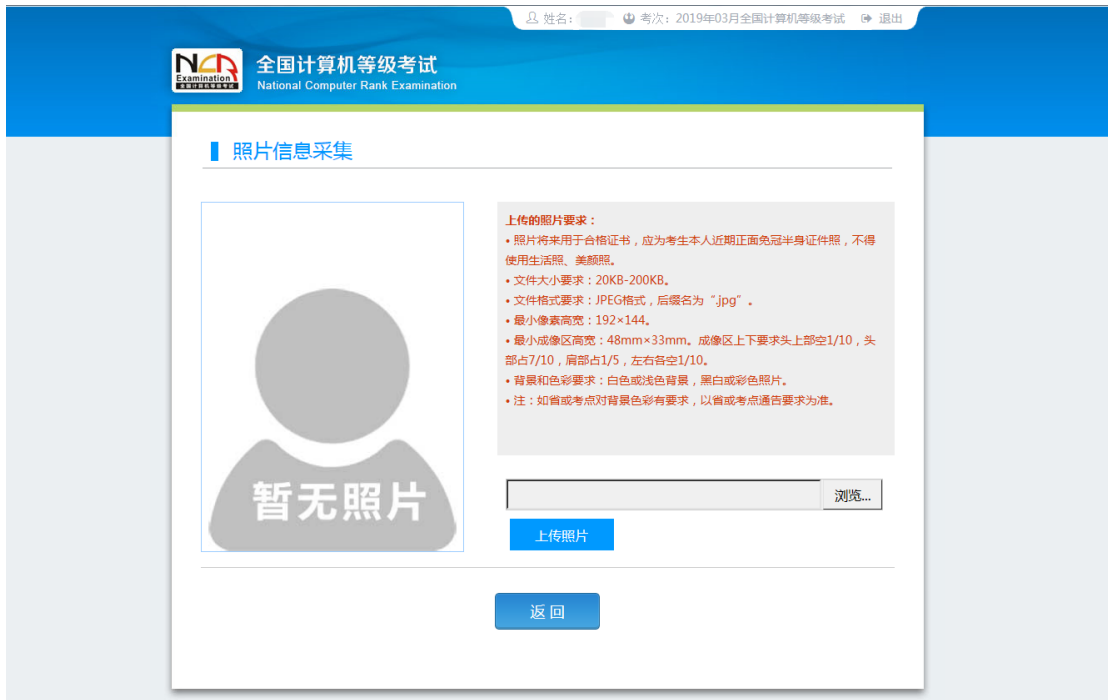 姓名： 考次：2019年03月全国计算机等级考试 退出
NCR
Examination
全国计算机等级考试
National Computer Rank Examination
照片信息采集
上传的照片要求：
• 照片将来用于合格证书，应为考生本人近期正面免冠半身证件照，不得
使用生活照、美颜照。
• 文件大小要求：20KB-200KB。
• 文件格式要求：JPEG格式，后缀名为“.jpg”。
• 最小像素高宽：192×144。
• 最小成像区高宽：48mm×33mm。成像区上下要求头上部空1/10，头
部占7/10，肩部占1/5，左右各空1/10。
• 背景和色彩要求：白色或浅色背景，黑白或彩色照片。
• 注：如省或考点对背景色彩有要求，以省或考点通告要求为准。
暂无照片
浏览...
上传照片
返回